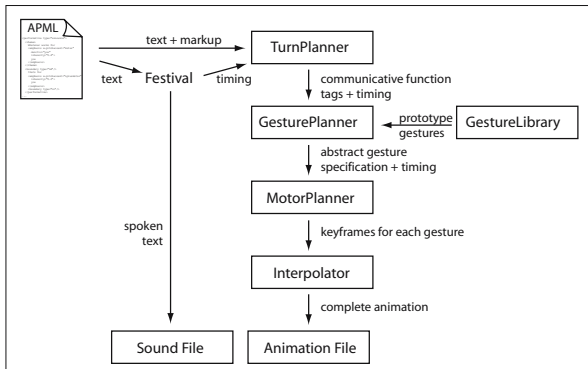 APML
text + markup
TurnPlanner
text
Festival
timing
communicative function
tags + timing
GesturePlanner
prototype
gestures
GestureLibrary
abstract gesture
specification + timing
MotorPlanner
spoken
text
keyframes for each gesture
Interpolator
complete animation
Sound File
Animation File